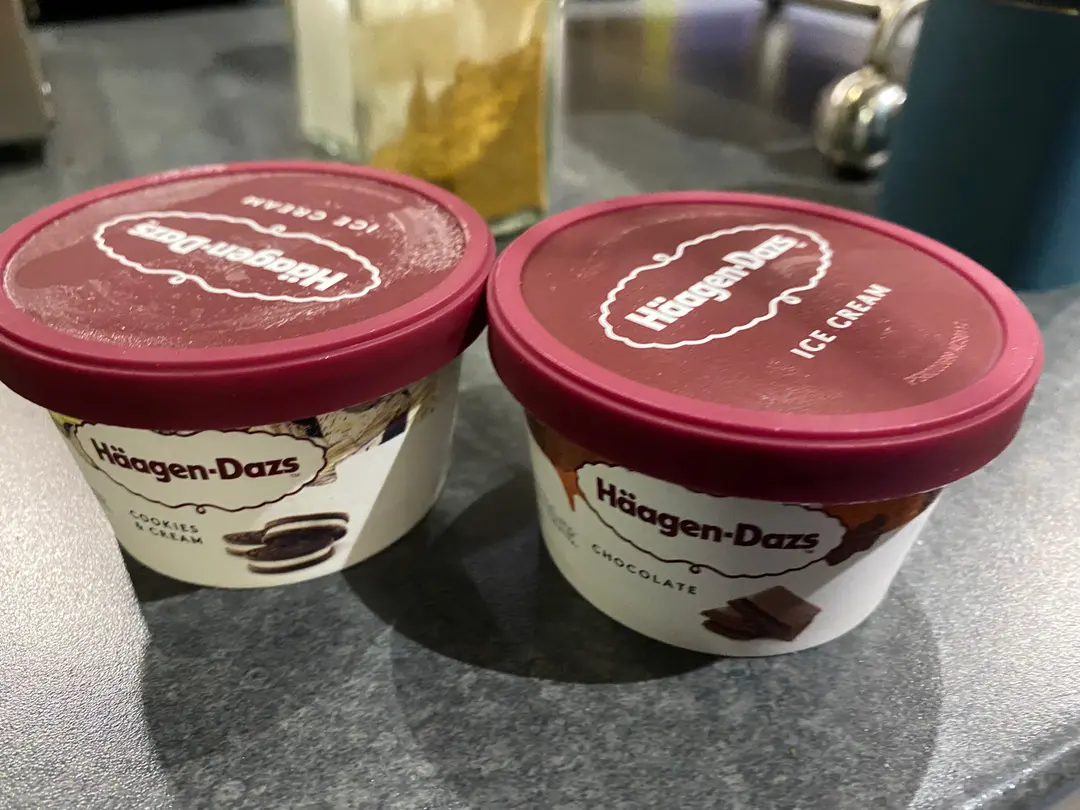 ICE CREAM
Häagen-Dazs
Häagen-Dazs
COOKIES
& CREAM
Häagen-Dazs
ICE CREAM
Häagen-Dazs
CHOCOLATE